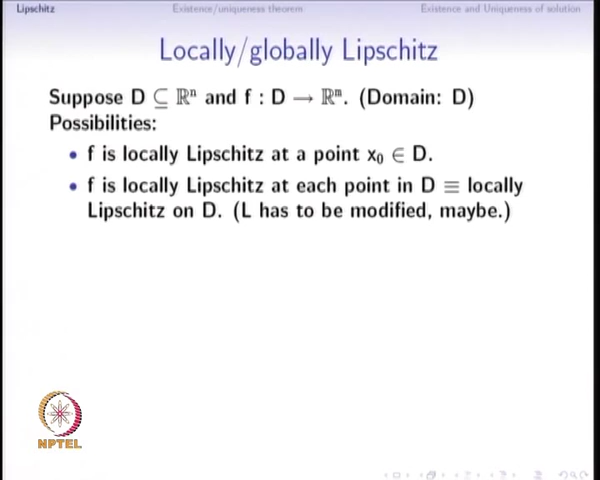 Lipschitz Existence/uniqueness theorem Existence and Uniqueness of solution
Locally/globally Lipschitz
Suppose D ⊆ ℝⁿ and f : D → ℝᵐ. (Domain: D)
Possibilities:
• f is locally Lipschitz at a point x₀ ∈ D.
• f is locally Lipschitz at each point in D ≡ locally
Lipschitz on D. (L has to be modified, maybe.)
NPTEL